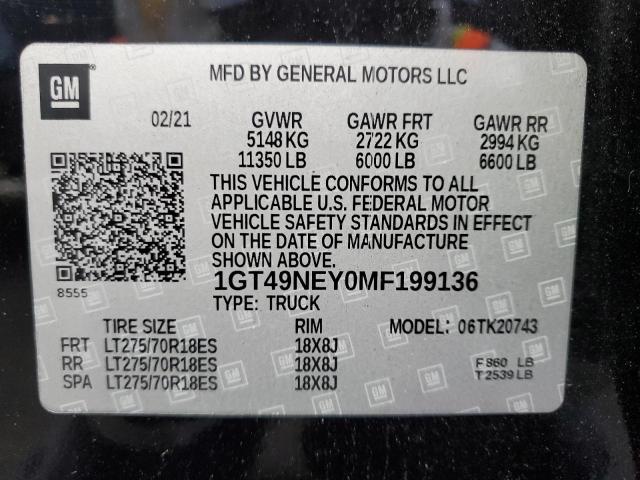 GM
MFD BY GENERAL MOTORS LLC
02/21 GVWR GAWR FRT GAWR RR
5148 KG 2722 KG 2994 KG
11350 LB 6000 LB 6600 LB
THIS VEHICLE CONFORMS TO ALL
APPLICABLE U.S. FEDERAL MOTOR
VEHICLE SAFETY STANDARDS IN EFFECT
ON THE DATE OF MANUFACTURE
SHOWN ABOVE.
8555
1GT49NEY0MF199136
TYPE: TRUCK
TIRE SIZE RIM MODEL: 06TK20743
FRT LT275/70R18ES 18X8J
RR LT275/70R18ES 18X8J F 860 LB
SPA LT275/70R18ES 18X8J T 2539 LB